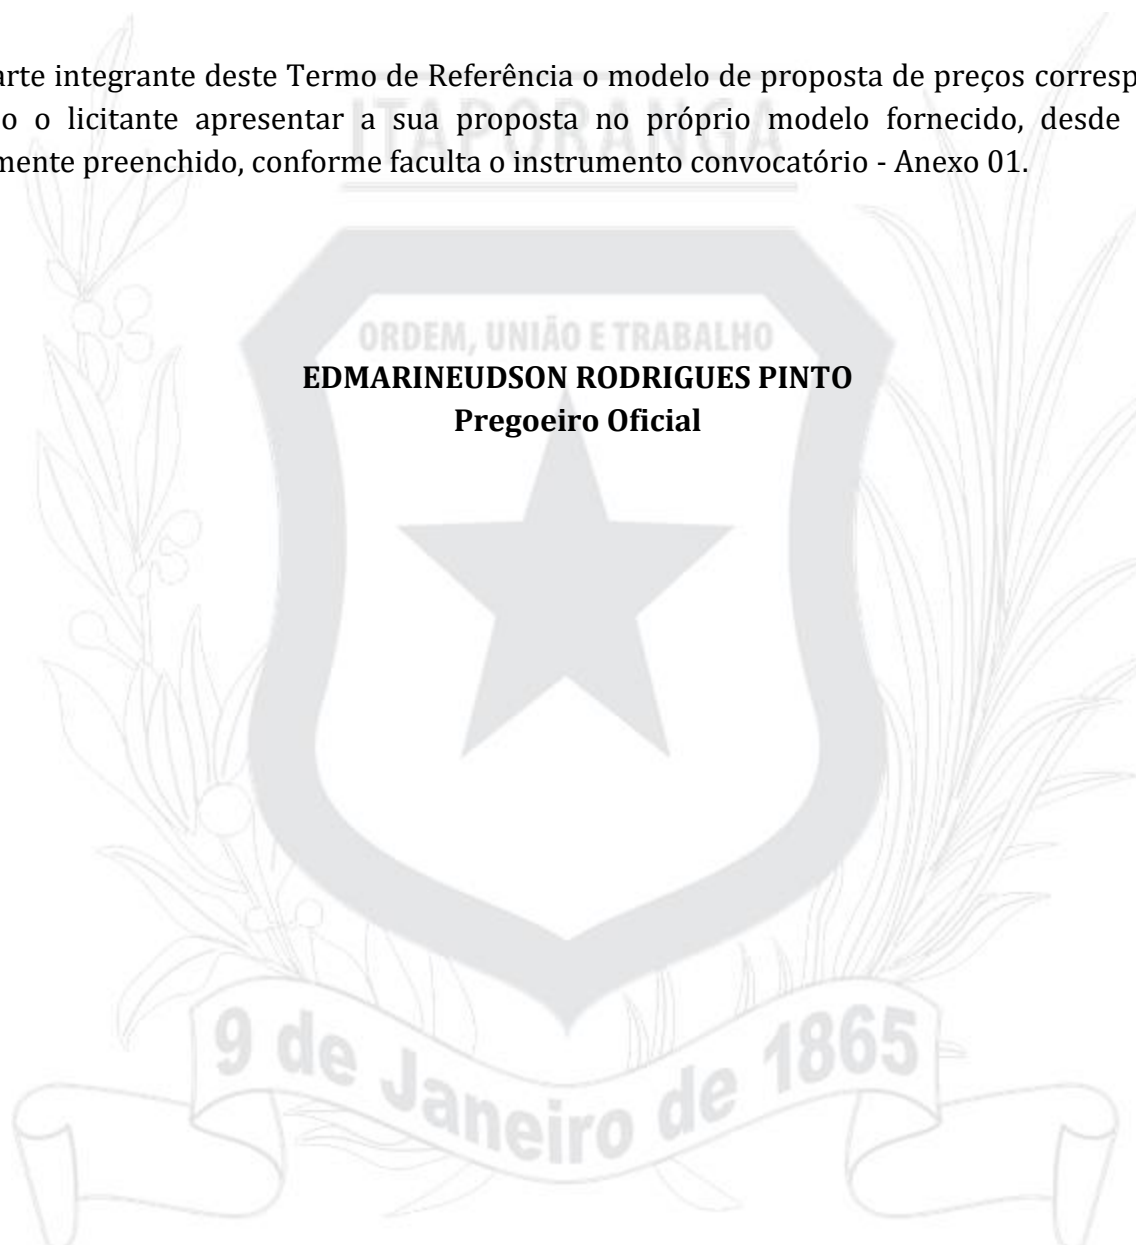 arte integrante deste Termo de Referência o modelo de proposta de preços corresp
o o licitante apresentar a sua proposta no próprio modelo fornecido, desde
mente preenchido, conforme faculta o instrumento convocatório - Anexo 01.
ITAPORANGA
ORDEM, UNIÃO E TRABALHO
EDMARINEUDSON RODRIGUES PINTO
Pregoeiro Oficial
9 de Janeiro de 1865